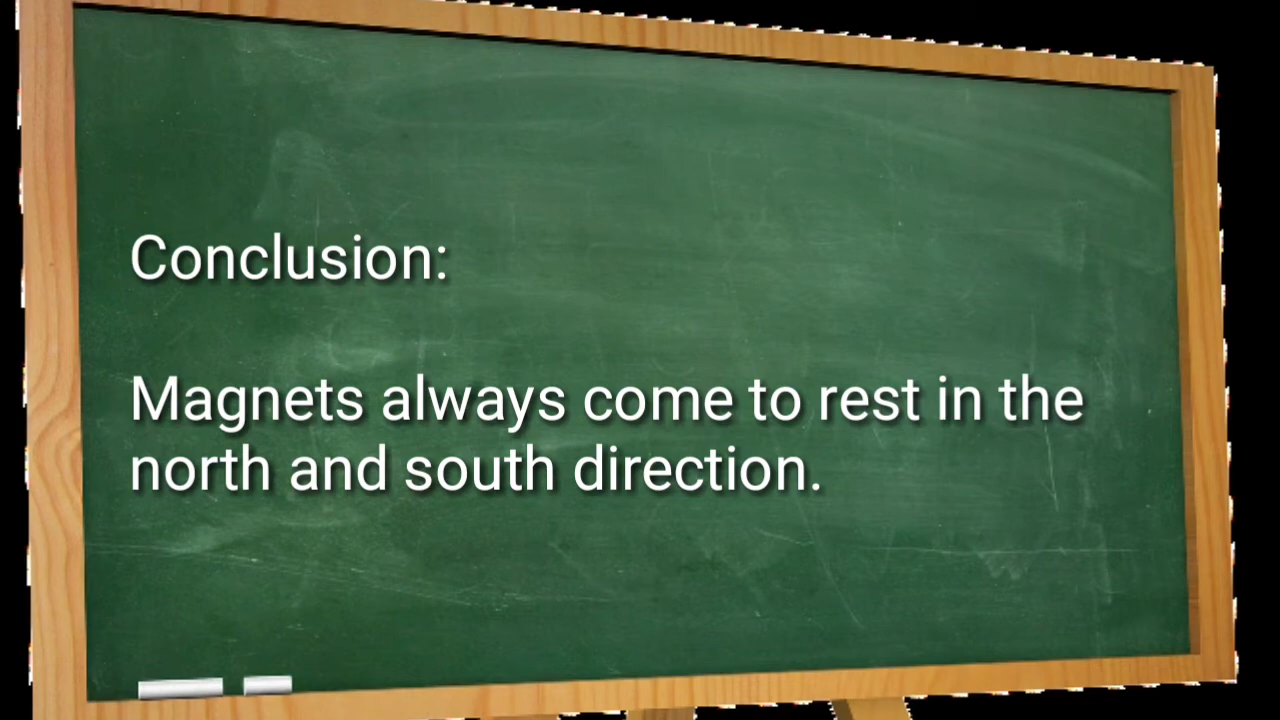 Conclusion:
Magnets always come to rest in the
north and south direction.